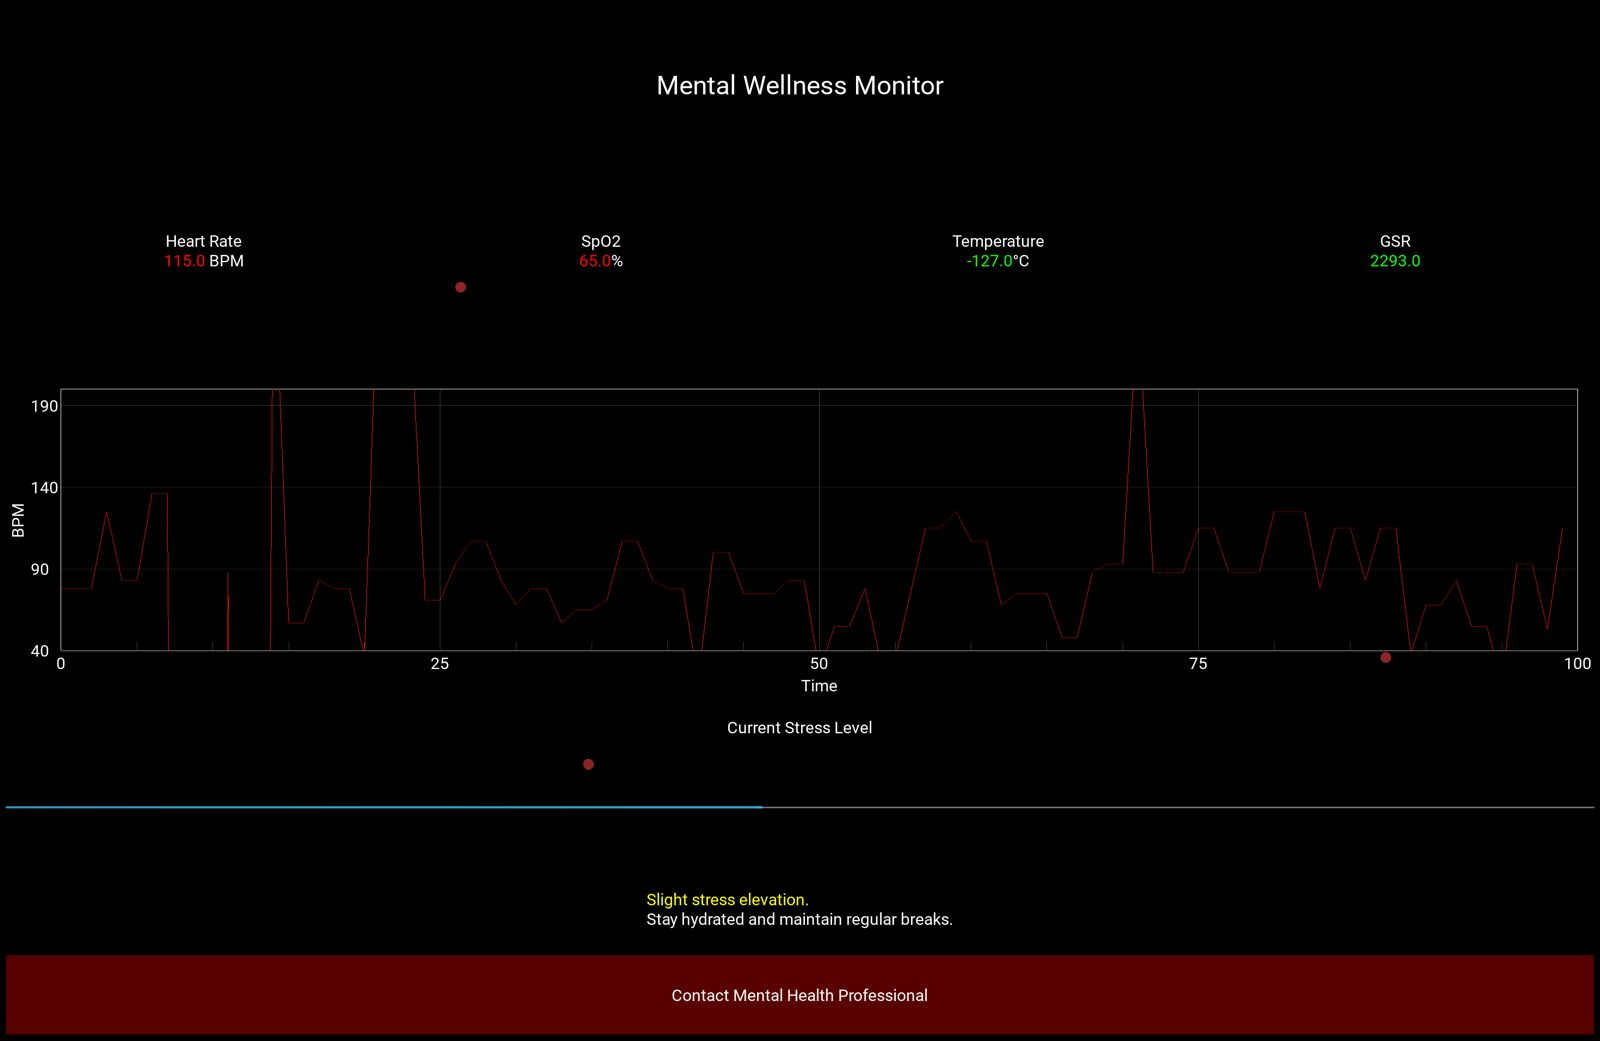 Mental Wellness Monitor
Heart Rate
115.0 BPM
SpO2
65.0%
Temperature
-127.0°C
GSR
2293.0
190
140
90
40
BPM
0
25
50
75
100
Time
Current Stress Level
Slight stress elevation.
Stay hydrated and maintain regular breaks.
Contact Mental Health Professional